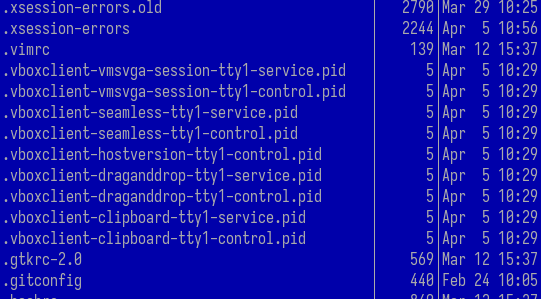 .xsession-errors.old 2790 Mar 29 10:25
.xsession-errors 2244 Apr 5 10:56
.vimrc 139 Mar 12 15:37
.vboxclient-vmsvga-session-tty1-service.pid 5 Apr 5 10:29
.vboxclient-vmsvga-session-tty1-control.pid 5 Apr 5 10:29
.vboxclient-seamless-tty1-service.pid 5 Apr 5 10:29
.vboxclient-seamless-tty1-control.pid 5 Apr 5 10:29
.vboxclient-hostversion-tty1-control.pid 5 Apr 5 10:29
.vboxclient-draganddrop-tty1-service.pid 5 Apr 5 10:29
.vboxclient-draganddrop-tty1-control.pid 5 Apr 5 10:29
.vboxclient-clipboard-tty1-service.pid 5 Apr 5 10:29
.vboxclient-clipboard-tty1-control.pid 5 Apr 5 10:29
.gtkrc-2.0 569 Mar 12 15:37
.gitconfig 440 Feb 24 10:05